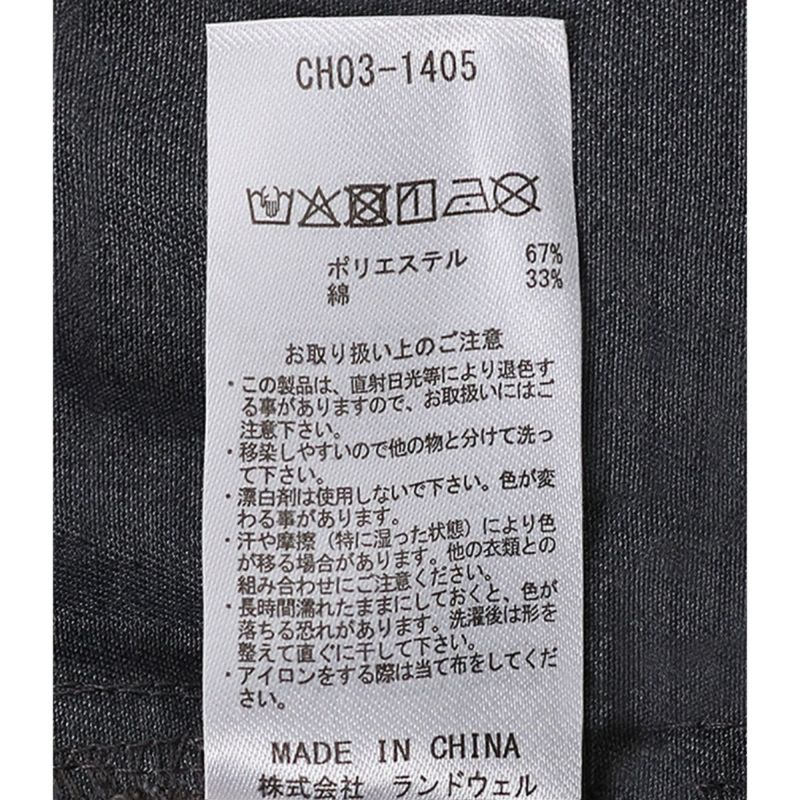 CH03-1405
ポリエステル 67%
綿 33%
お取り扱い上のご注意
・この製品は、直射日光等により退色す
る事がありますので、お取扱いにはご
注意下さい。
・移染しやすいので他の物と分けて洗っ
て下さい。
・漂白剤は使用しないで下さい。色が変
わる事があります。
・汗や摩擦（特に湿った状態）により色
が移る場合があります。他の衣類との
組み合わせにご注意ください。
・長時間濡れたままにしておくと、色が
落ちる恐れがあります。洗濯後は形を
整えて直ぐに干して下さい。
・アイロンをする際は当て布をしてくだ
さい。
MADE IN CHINA
株式会社 ランドウェル